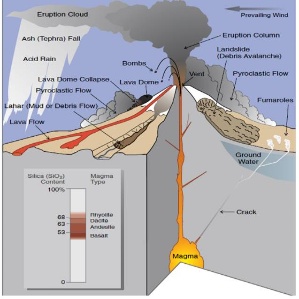 Eruption Cloud
Prevailing Wind
Eruption Column
Ash (Tephra) Fall
Landslide
(Debris Avalanche)
Acid Rain
Bombs
Vent
Pyroclastic Flow
Lava Dome Collapse
Lava Dome
Pyroclastic Flow
Fumaroles
Lahar (Mud or Debris Flow)
Lava Flow
Ground
Water
Silica (SiO₂)
Content
Magma
Type
100%
68
63
53
0
Rhyolite
Dacite
Andesite
Basalt
Crack
Magma